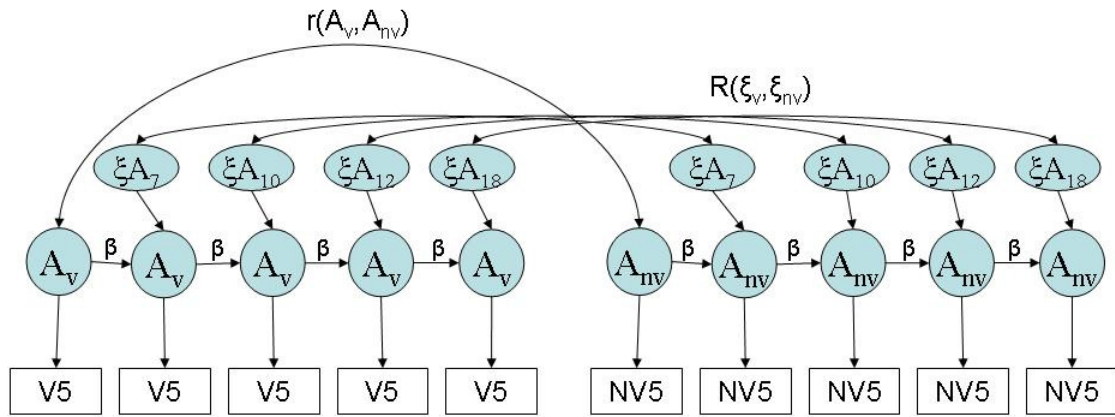 r(Aᵥ,Aₙᵥ)
R(ξᵥ,ξₙᵥ)
ξA₇ ξA₁₀ ξA₁₂ ξA₁₈ ξA₇ ξA₁₀ ξA₁₂ ξA₁₈
β β β β β β β β
Aᵥ Aᵥ Aᵥ Aᵥ Aᵥ Aₙᵥ Aₙᵥ Aₙᵥ Aₙᵥ Aₙᵥ
V5 V5 V5 V5 V5 NV5 NV5 NV5 NV5 NV5